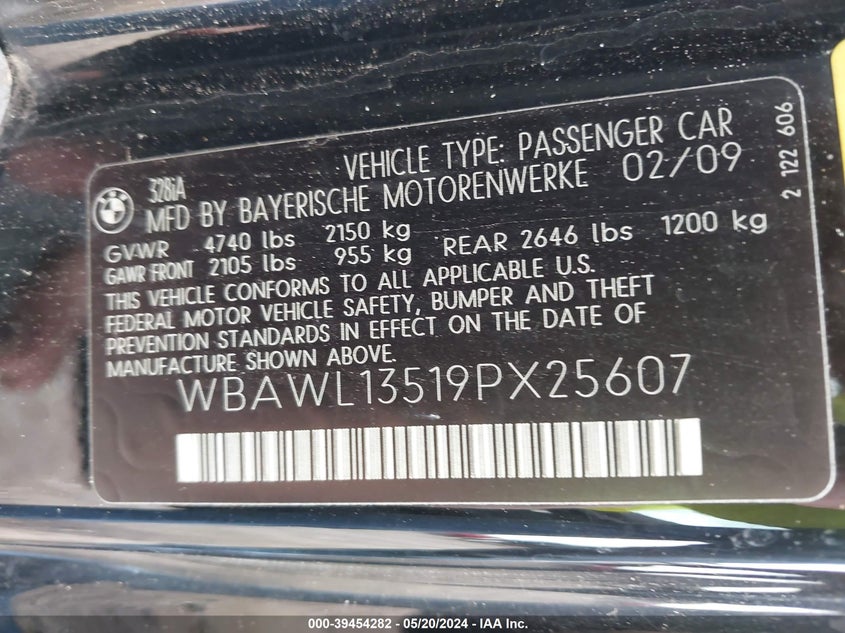 VEHICLE TYPE: PASSENGER CAR
328iA
MFD BY BAYERISCHE MOTORENWERKE 02/09
GVWR 4740 lbs 2150 kg
GAWR FRONT 2105 lbs 955 kg REAR 2646 lbs 1200 kg
THIS VEHICLE CONFORMS TO ALL APPLICABLE U.S.
FEDERAL MOTOR VEHICLE SAFETY, BUMPER AND THEFT
PREVENTION STANDARDS IN EFFECT ON THE DATE OF
MANUFACTURE SHOWN ABOVE.
WBAWL13519PX25607
2 122 606
000-39454282 - 05/20/2024 - IAA Inc.